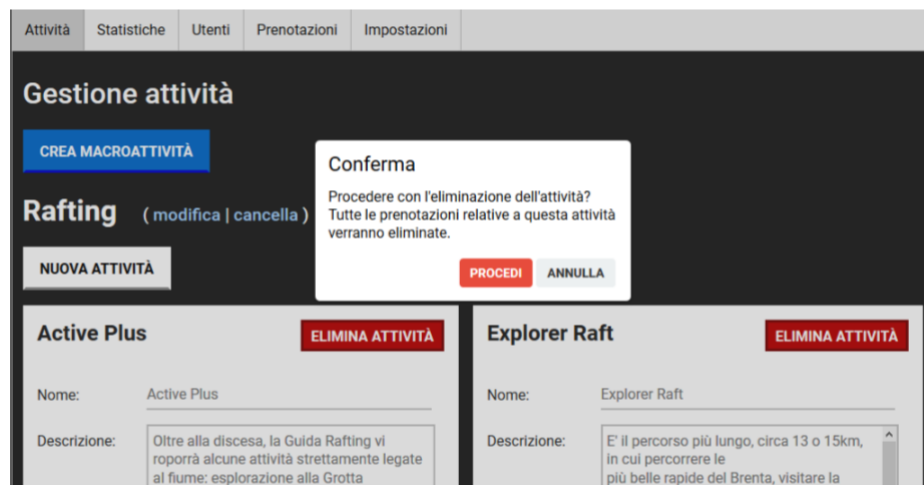 Attività Statistiche Utenti Prenotazioni Impostazioni
Gestione attività
CREA MACROATTIVITÀ
Conferma
Procedere con l'eliminazione dell'attività?
Tutte le prenotazioni relative a questa attività
verranno eliminate.
PROCEDI ANNULLA
Rafting ( modifica | cancella )
NUOVA ATTIVITÀ
Active Plus ELIMINA ATTIVITÀ
Nome: Active Plus
Descrizione: Oltre alla discesa, la Guida Rafting vi
roporrà alcune attività strettamente legate
al fiume: esplorazione alla Grotta
Explorer Raft ELIMINA ATTIVITÀ
Nome: Explorer Raft
Descrizione: E' il percorso più lungo, circa 13 o 15km,
in cui percorrere le
più belle rapide del Brenta, visitare la